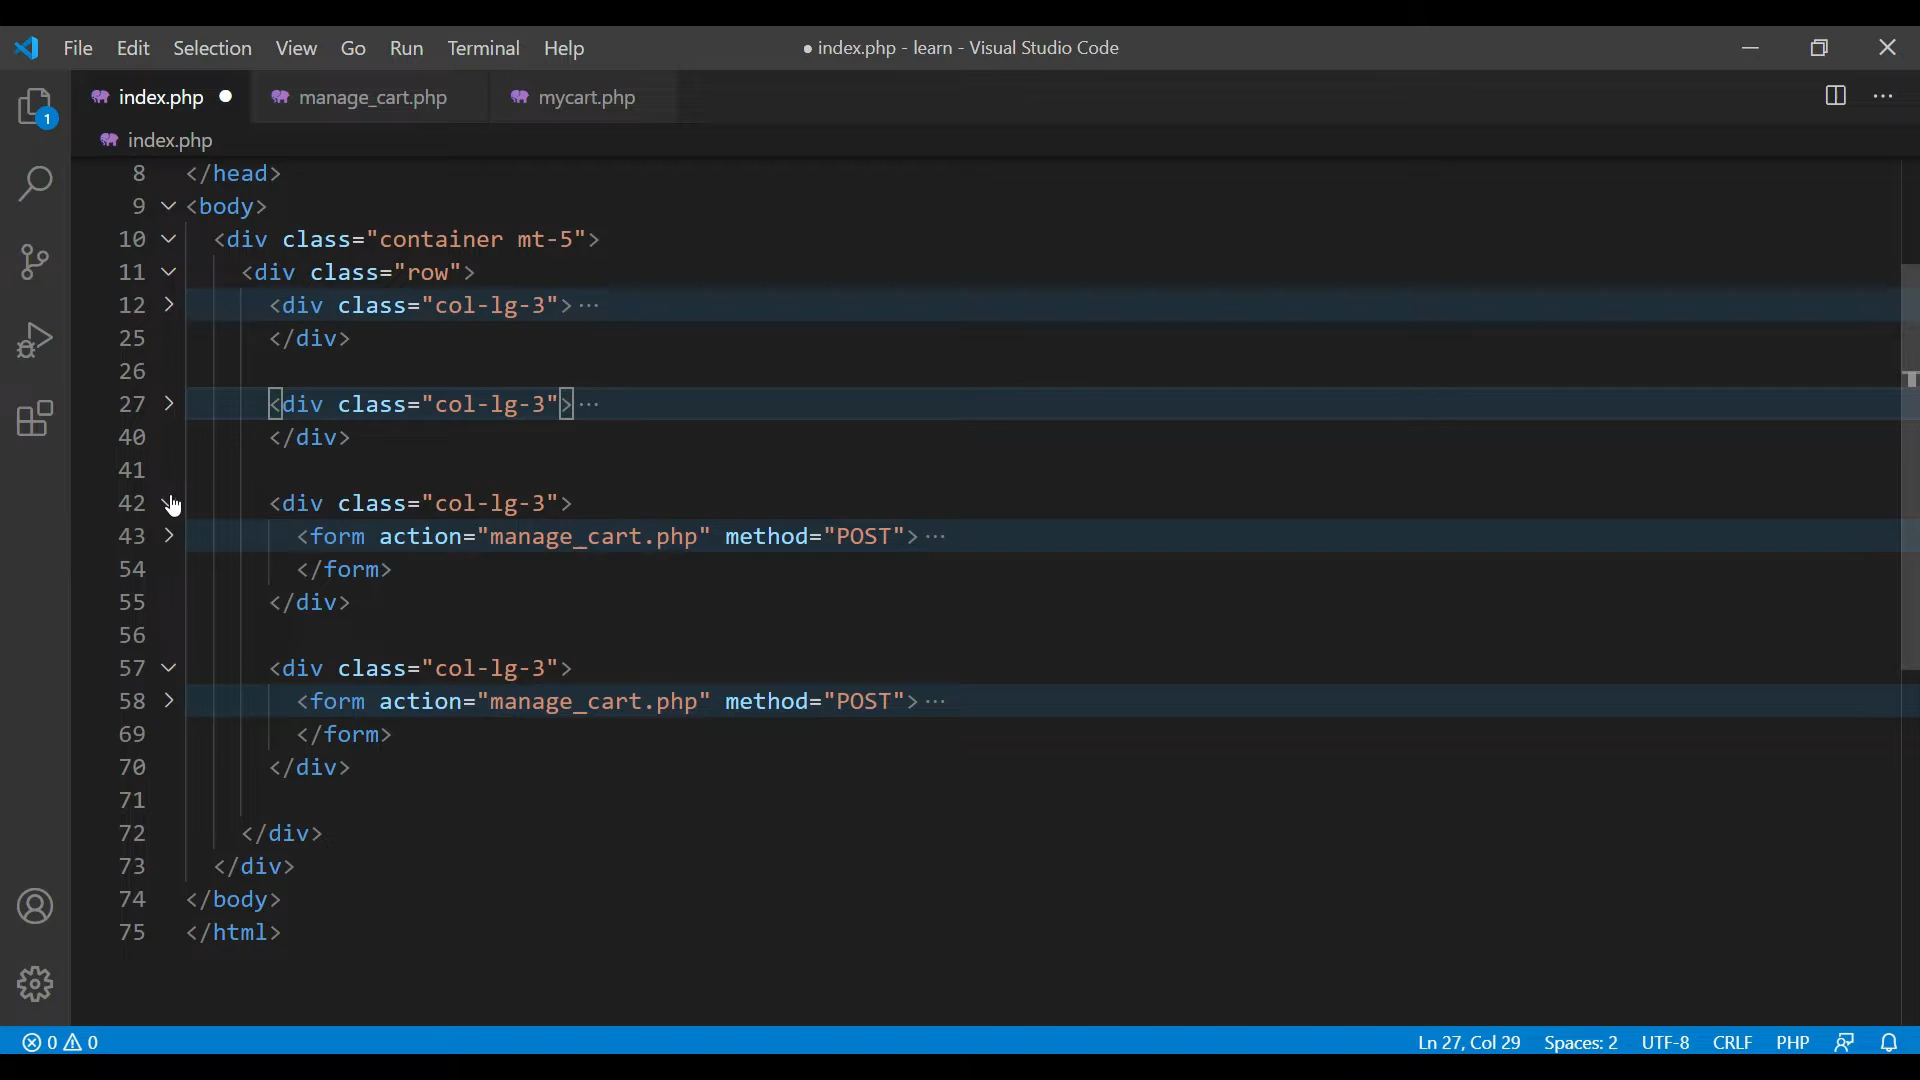 File Edit Selection View Go Run Terminal Help ● index.php - learn - Visual Studio Code
1
index.php ● manage_cart.php mycart.php
index.php
8 </head>
9 <body>
10 <div class="container mt-5">
11 <div class="row">
12 <div class="col-lg-3">···
25 </div>
26
27 <div class="col-lg-3">···
40 </div>
41
42 <div class="col-lg-3">
43 <form action="manage_cart.php" method="POST">···
54 </form>
55 </div>
56
57 <div class="col-lg-3">
58 <form action="manage_cart.php" method="POST">···
69 </form>
70 </div>
71
72 </div>
73 </div>
74 </body>
75 </html>
0 0 Ln 27, Col 29 Spaces: 2 UTF-8 CRLF PHP